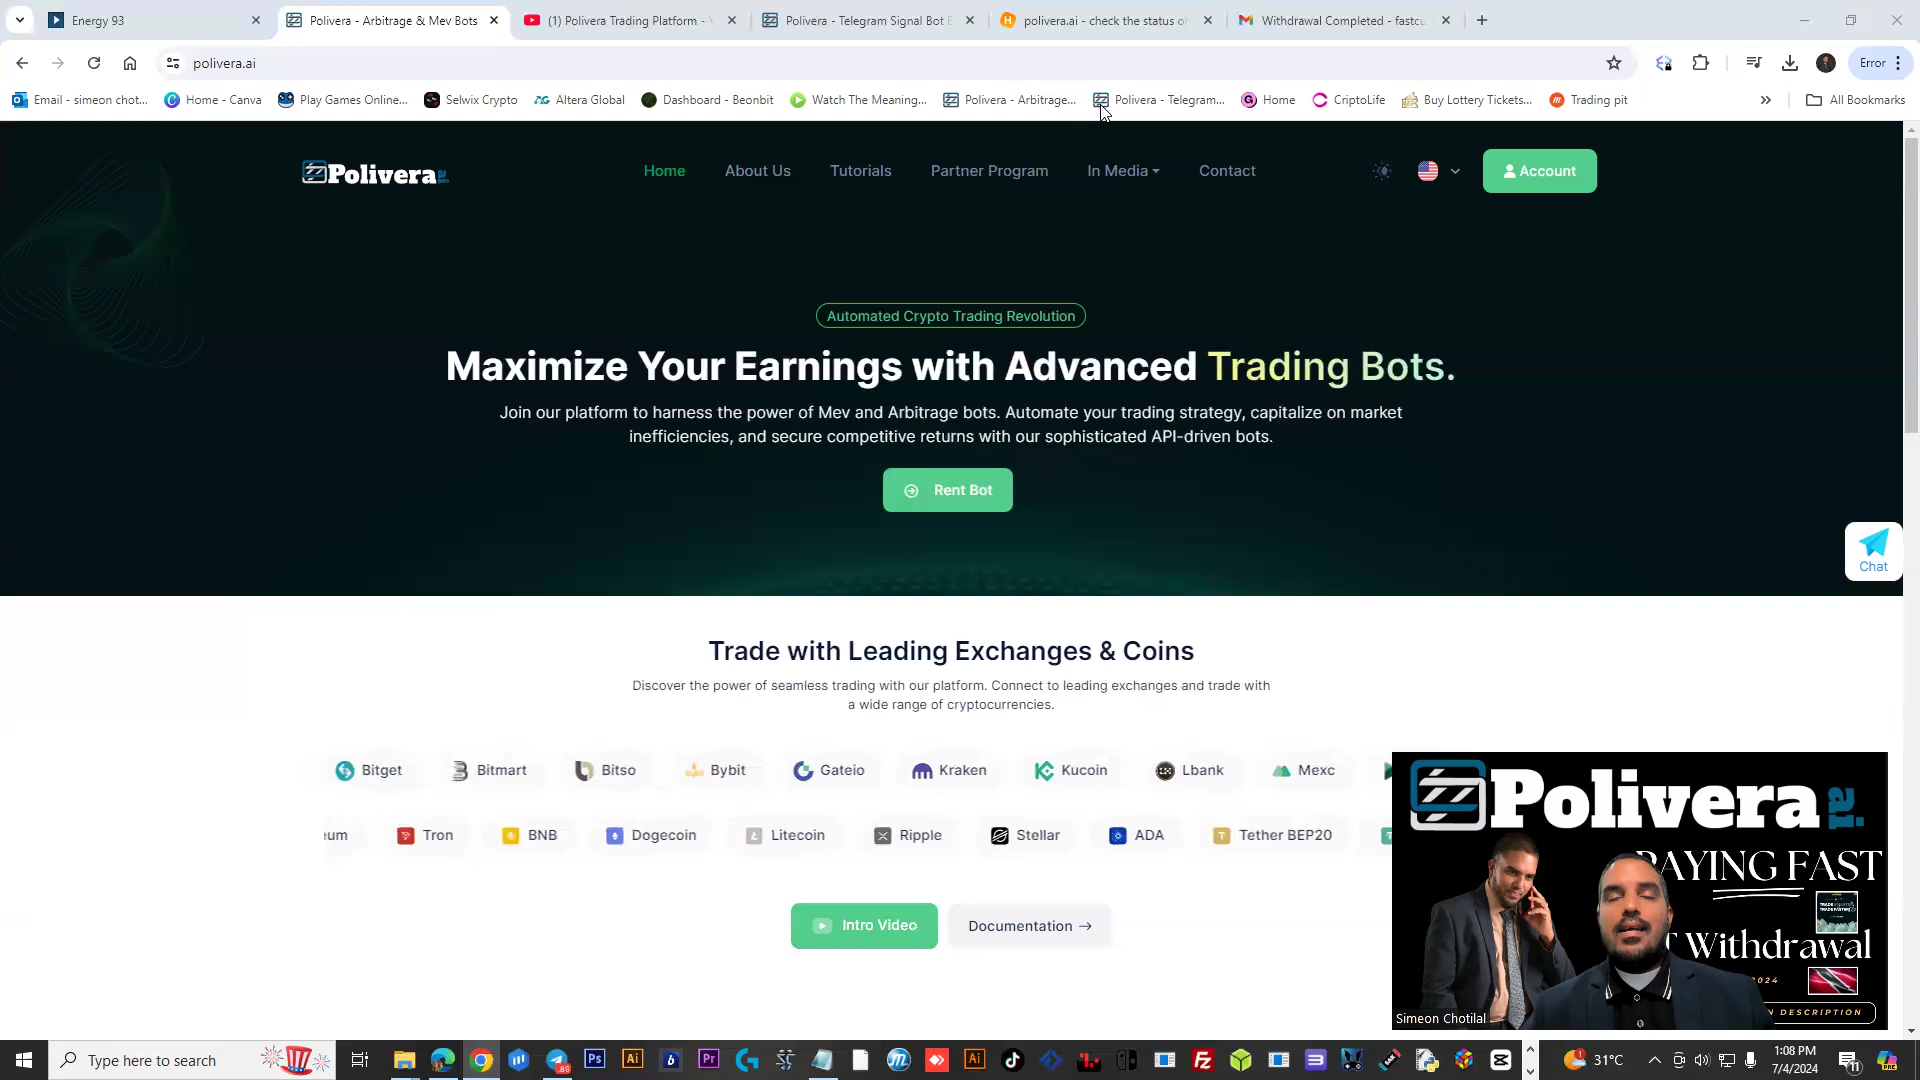 Energy 93
Polivera - Arbitrage & Mev Bots
(1) Polivera Trading Platform -
Polivera - Telegram Signal Bot
polivera.ai - check the status o
Withdrawal Completed - fastcu
polivera.ai
Error
Email - simeon chot...
Home - Canva
Play Games Online...
Selwix Crypto
Altera Global
Dashboard - Beonbit
Watch The Meaning...
Polivera - Arbitrage...
Polivera - Telegram...
Home
CriptoLife
Buy Lottery Tickets...
Trading pit
All Bookmarks
Polivera ai
Home
About Us
Tutorials
Partner Program
In Media
Contact
Account
Automated Crypto Trading Revolution
Maximize Your Earnings with Advanced Trading Bots.
Join our platform to harness the power of Mev and Arbitrage bots. Automate your trading strategy, capitalize on market
inefficiencies, and secure competitive returns with our sophisticated API-driven bots.
Rent Bot
Chat
Trade with Leading Exchanges & Coins
Discover the power of seamless trading with our platform. Connect to leading exchanges and trade with
a wide range of cryptocurrencies.
Bitget
Bitmart
Bitso
Bybit
Gateio
Kraken
Kucoin
Lbank
Mexc
eum
Tron
BNB
Dogecoin
Litecoin
Ripple
Stellar
ADA
Tether BEP20
Intro Video
Documentation →
Polivera ai
PAYING FAST
Withdrawal
2024
N DESCRIPTION
Simeon Chotilal
Type here to search
31°C
1:08 PM
7/4/2024